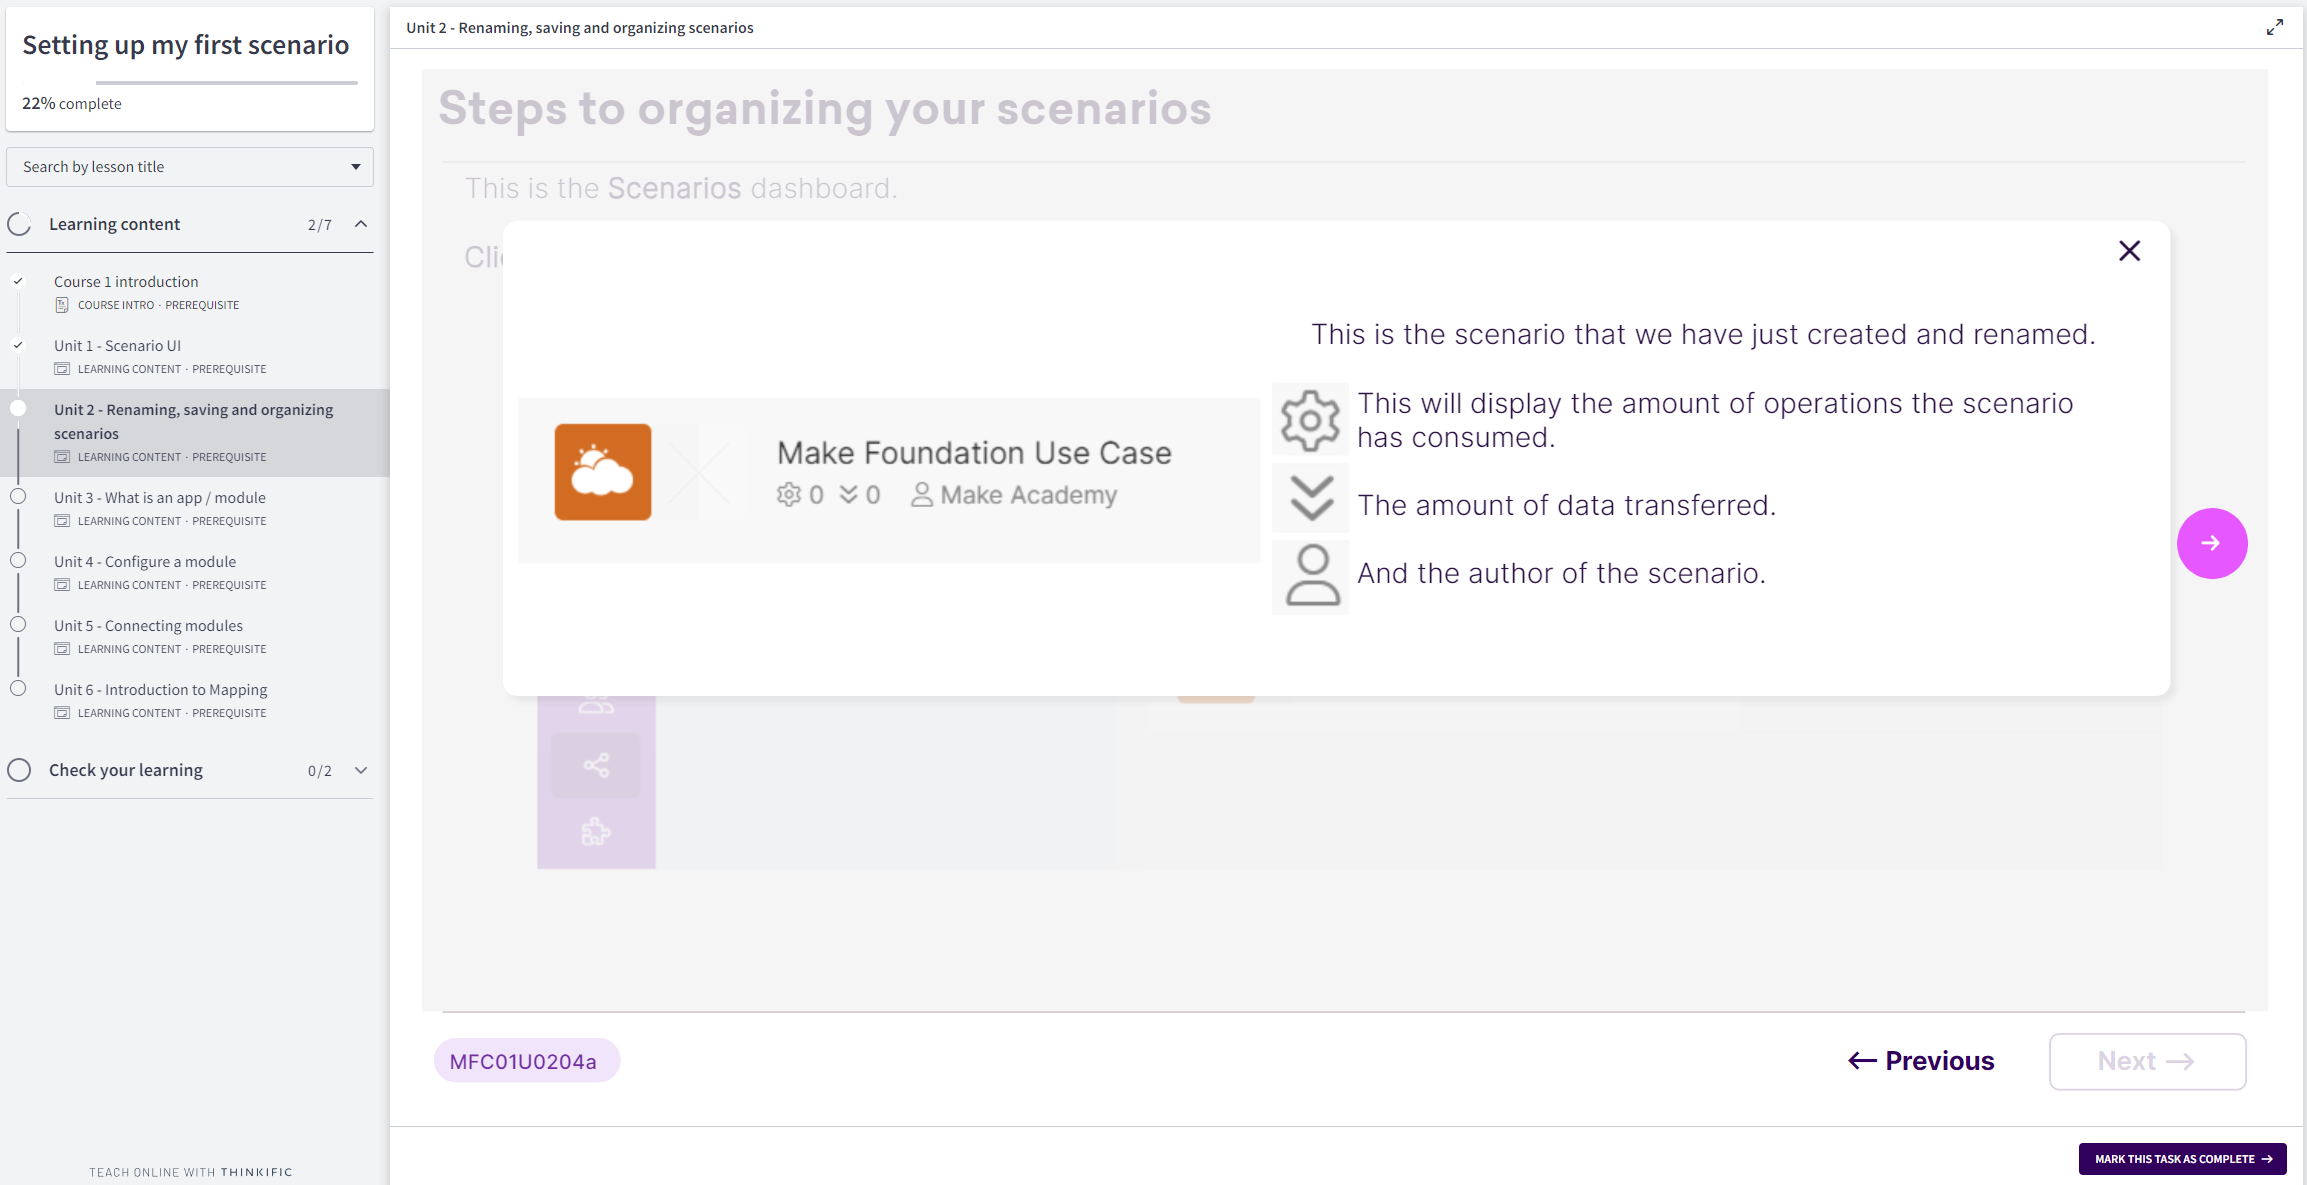 Setting up my first scenario
22% complete
Search by lesson title
Learning content 2/7
Course 1 introduction
COURSE INTRO · PREREQUISITE
Unit 1 - Scenario UI
LEARNING CONTENT · PREREQUISITE
Unit 2 - Renaming, saving and organizing
scenarios
LEARNING CONTENT · PREREQUISITE
Unit 3 - What is an app / module
LEARNING CONTENT · PREREQUISITE
Unit 4 - Configure a module
LEARNING CONTENT · PREREQUISITE
Unit 5 - Connecting modules
LEARNING CONTENT · PREREQUISITE
Unit 6 - Introduction to Mapping
LEARNING CONTENT · PREREQUISITE
Check your learning 0/2
TEACH ONLINE WITH THINKIFIC
Unit 2 - Renaming, saving and organizing scenarios
Steps to organizing your scenarios
This is the Scenarios dashboard.
Make Foundation Use Case
0 0 Make Academy
This is the scenario that we have just created and renamed.
This will display the amount of operations the scenario
has consumed.
The amount of data transferred.
And the author of the scenario.
MFC01U0204a
← Previous
Next →
MARK THIS TASK AS COMPLETE →